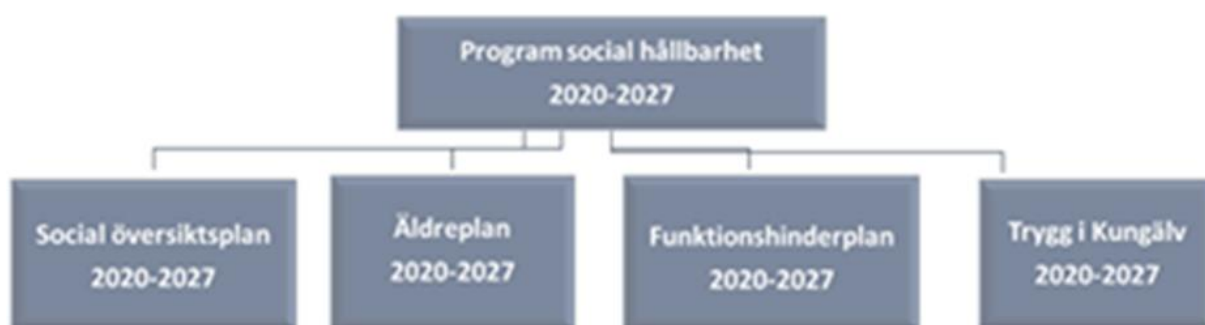 Program social hållbarhet
2020-2027
Social översiktsplan
2020-2027
Äldreplan
2020-2027
Funktionshinderplan
2020-2027
Trygg i Kungälv
2020-2027